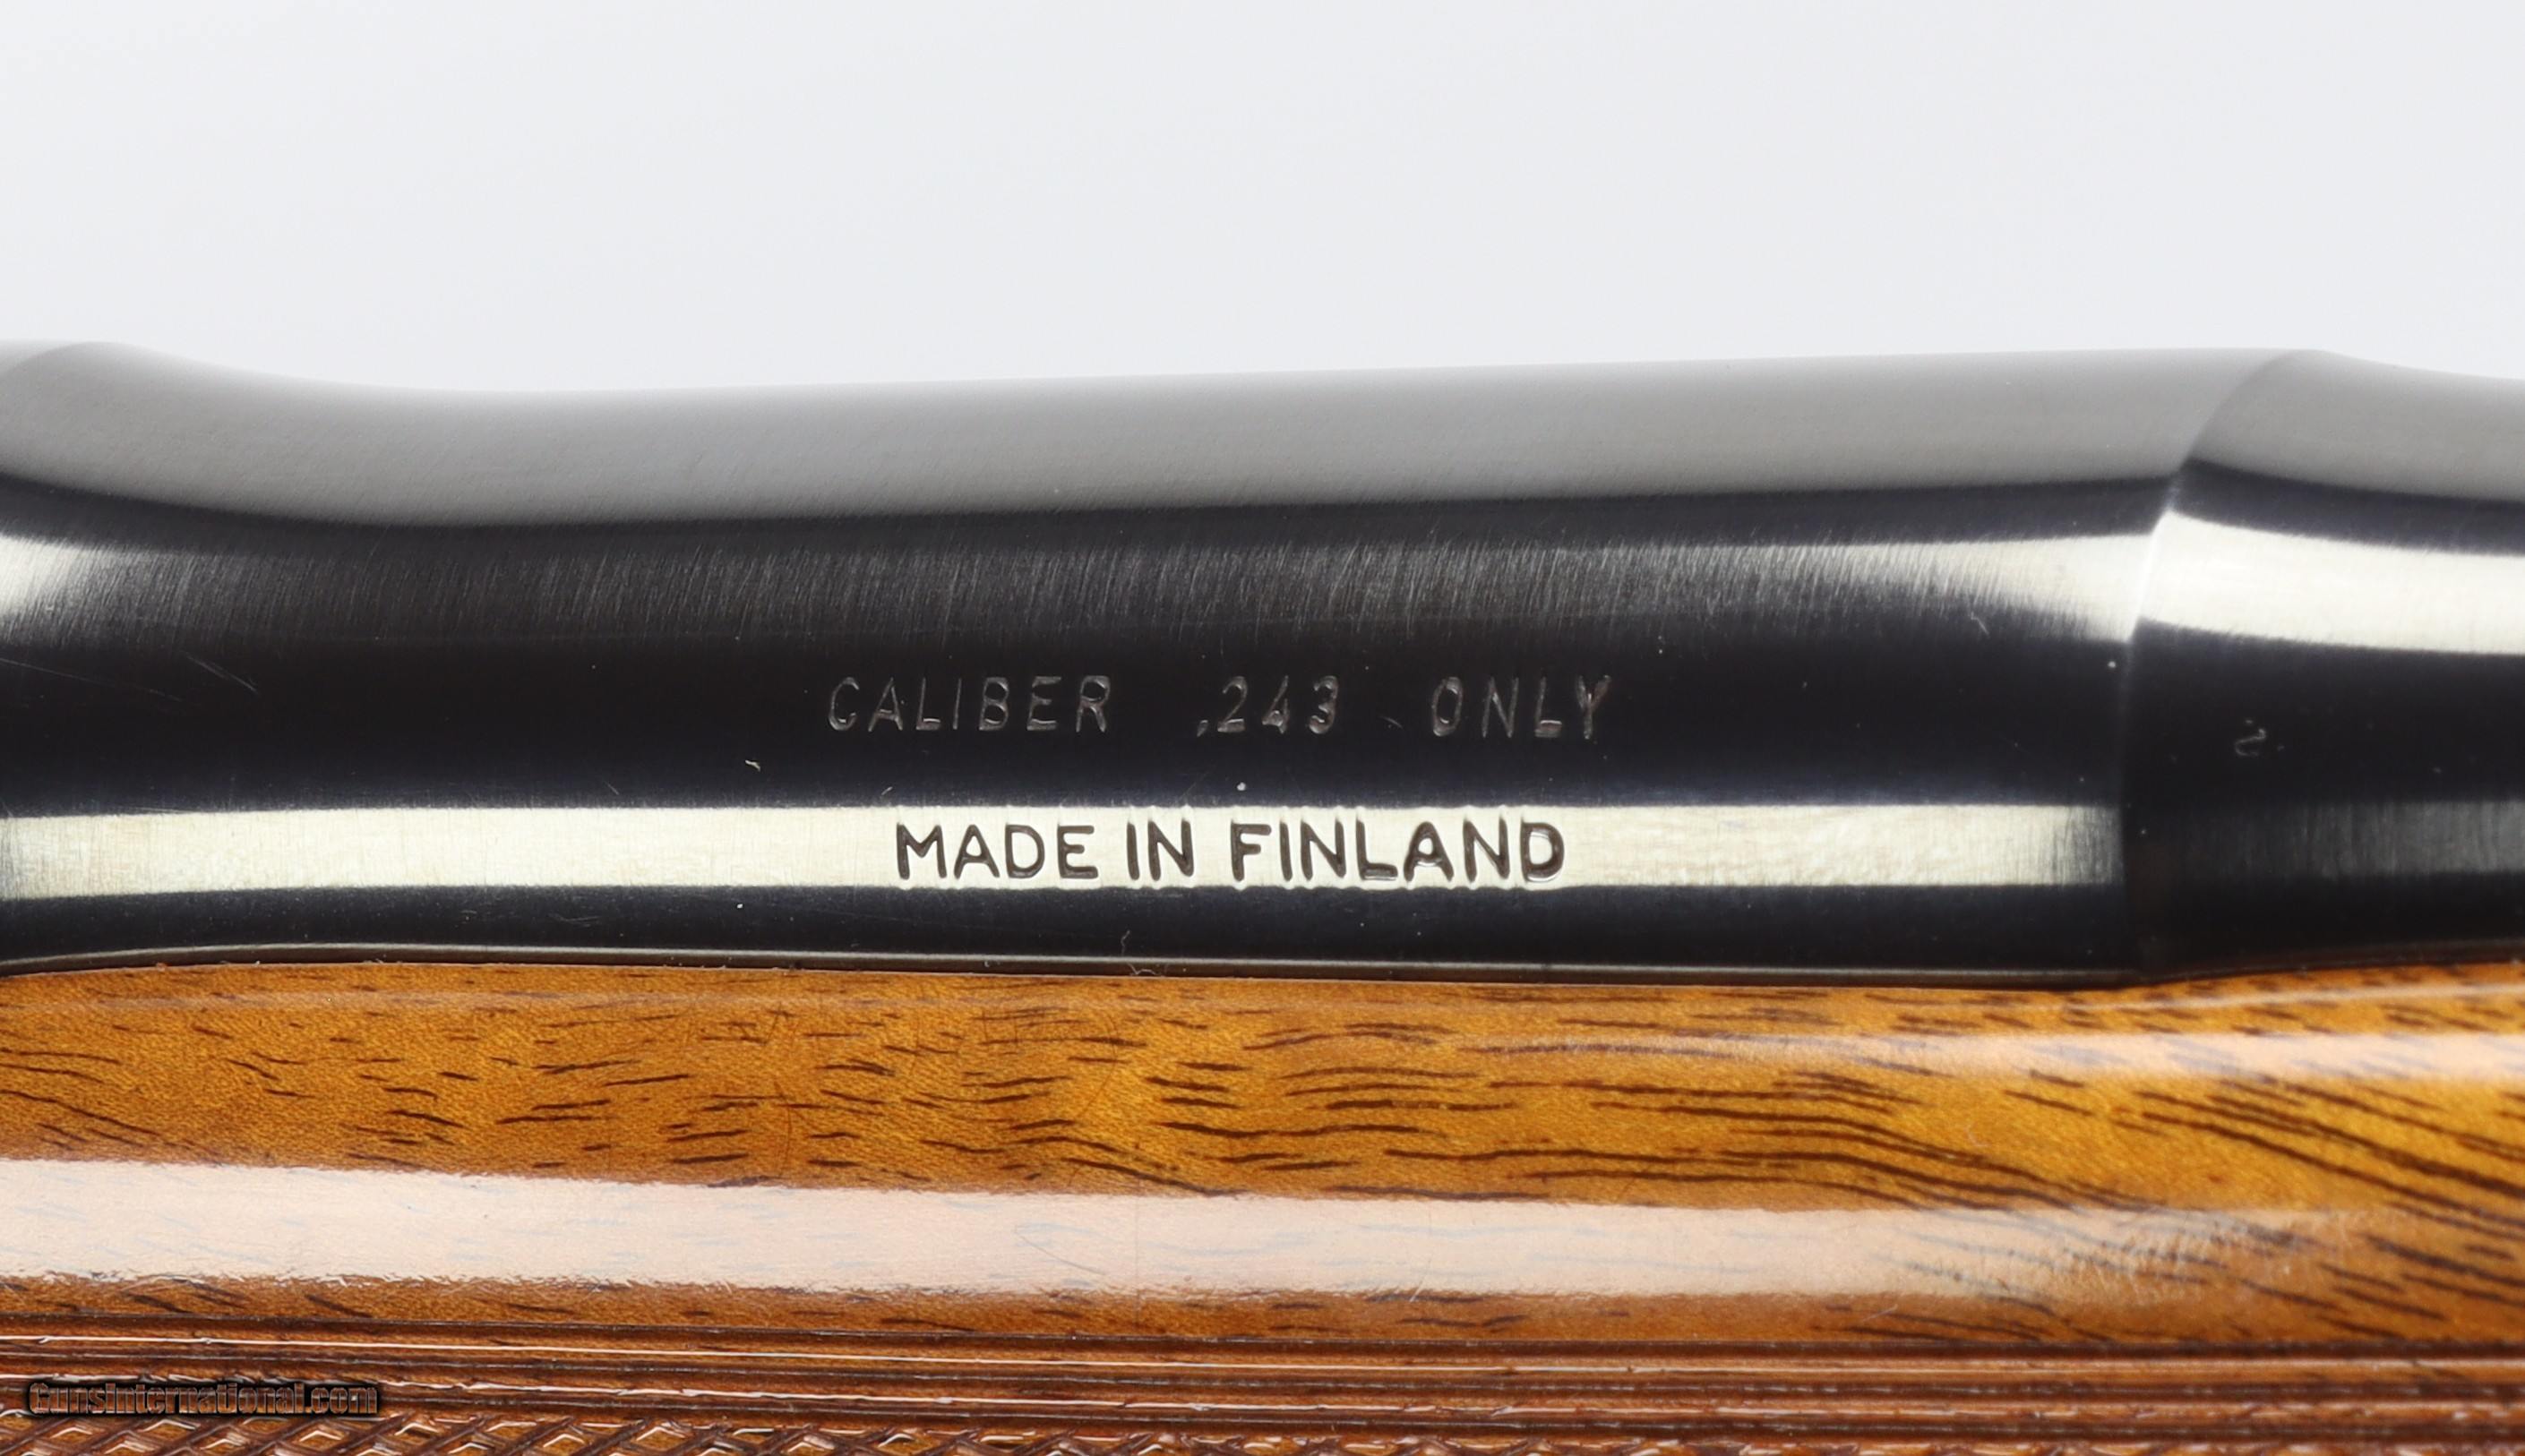 CALIBER .243 ONLY
MADE IN FINLAND
GunsInternational.com